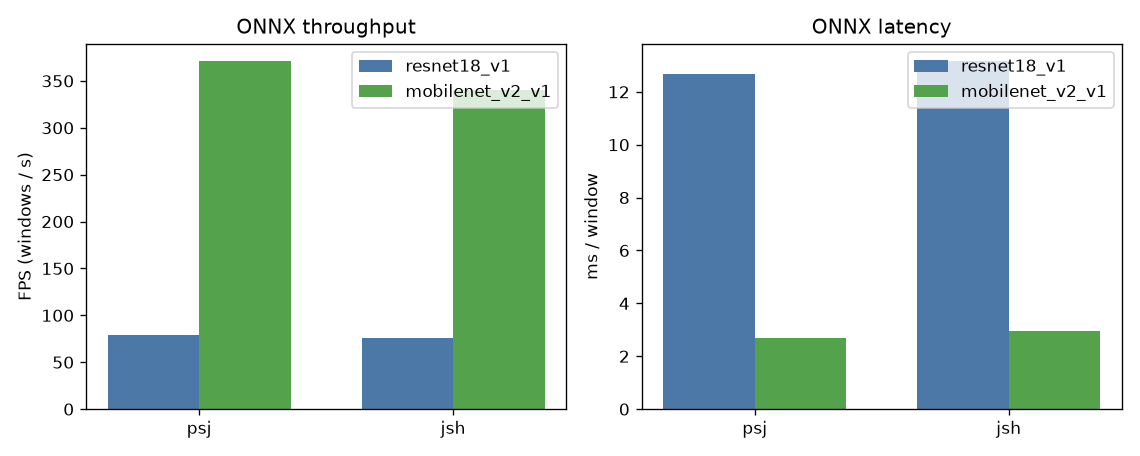 ONNX throughput
FPS (windows / s)
350
300
250
200
150
100
50
0
resnet18_v1
mobilenet_v2_v1
psj
jsh
ONNX latency
ms / window
12
10
8
6
4
2
0
resnet18_v1
mobilenet_v2_v1
psj
jsh